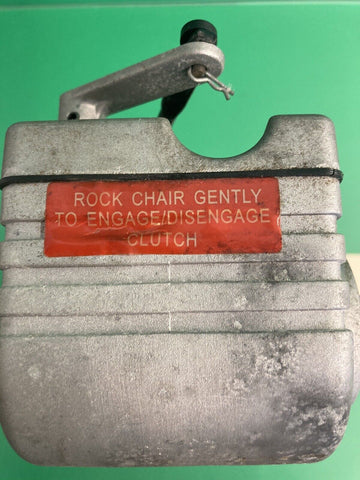 ROCK CHAIR GENTLY
TO ENGAGE/DISENGAGE
CLUTCH